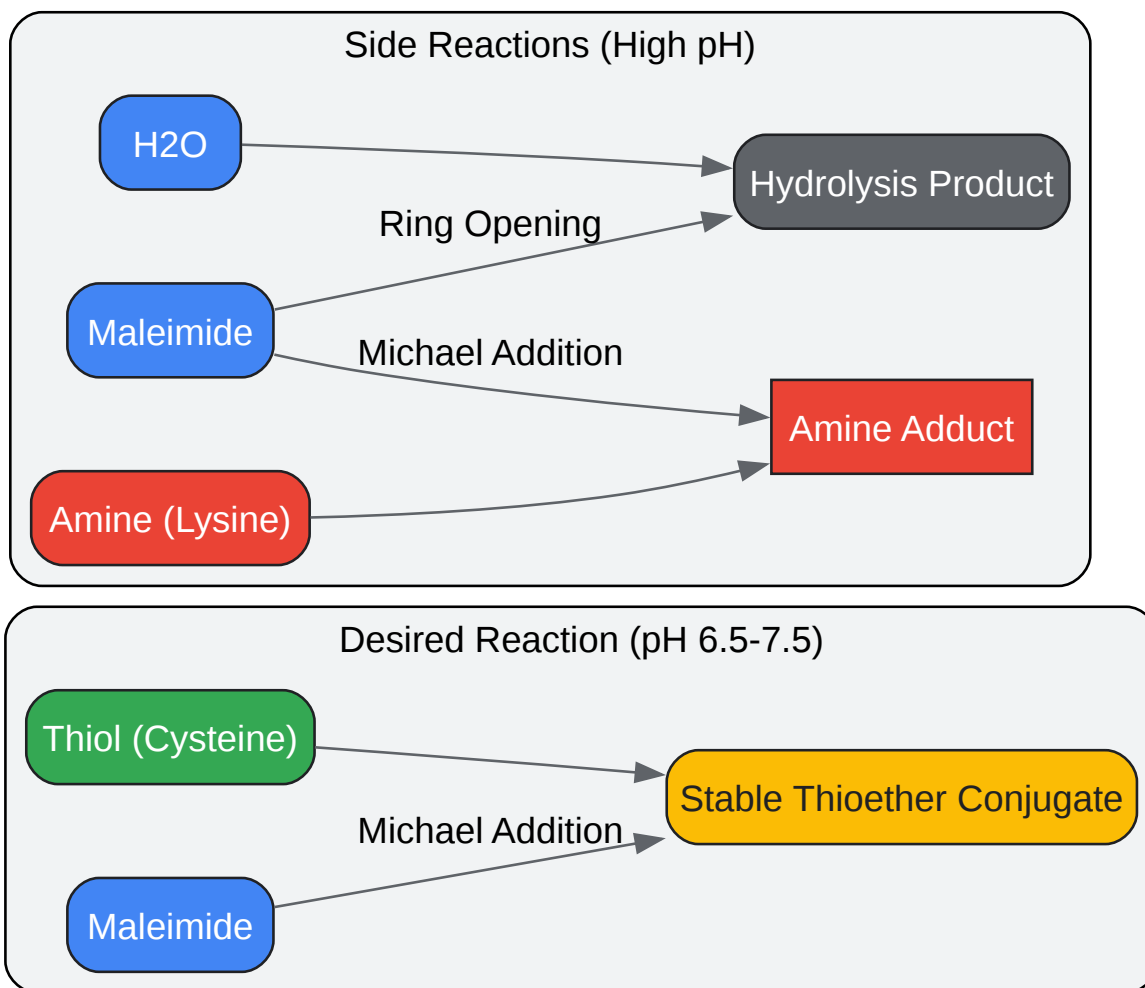 Side Reactions (High pH)
H2O
Hydrolysis Product
Ring Opening
Maleimide
Michael Addition
Amine Adduct
Amine (Lysine)
Desired Reaction (pH 6.5-7.5)
Thiol (Cysteine)
Stable Thioether Conjugate
Michael Addition
Maleimide